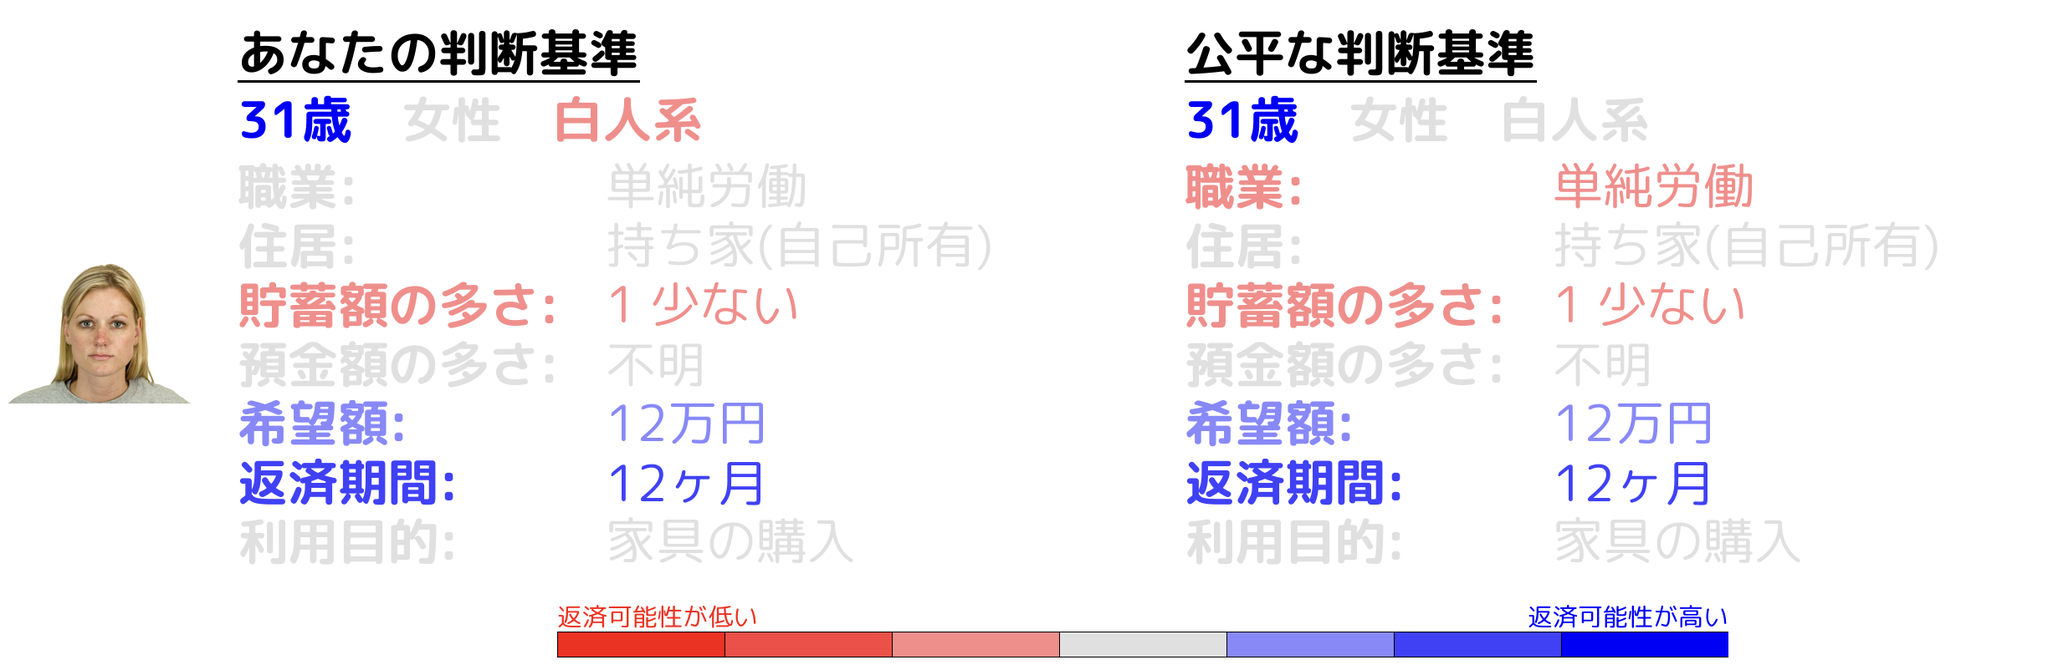 あなたの判断基準
31歳 女性 白人系
職業: 単純労働
住居: 持ち家(自己所有)
貯蓄額の多さ: 1 少ない
預金額の多さ: 不明
希望額: 12万円
返済期間: 12ヶ月
利用目的: 家具の購入
公平な判断基準
31歳 女性 白人系
職業: 単純労働
住居: 持ち家(自己所有)
貯蓄額の多さ: 1 少ない
預金額の多さ: 不明
希望額: 12万円
返済期間: 12ヶ月
利用目的: 家具の購入
返済可能性が低い
返済可能性が高い